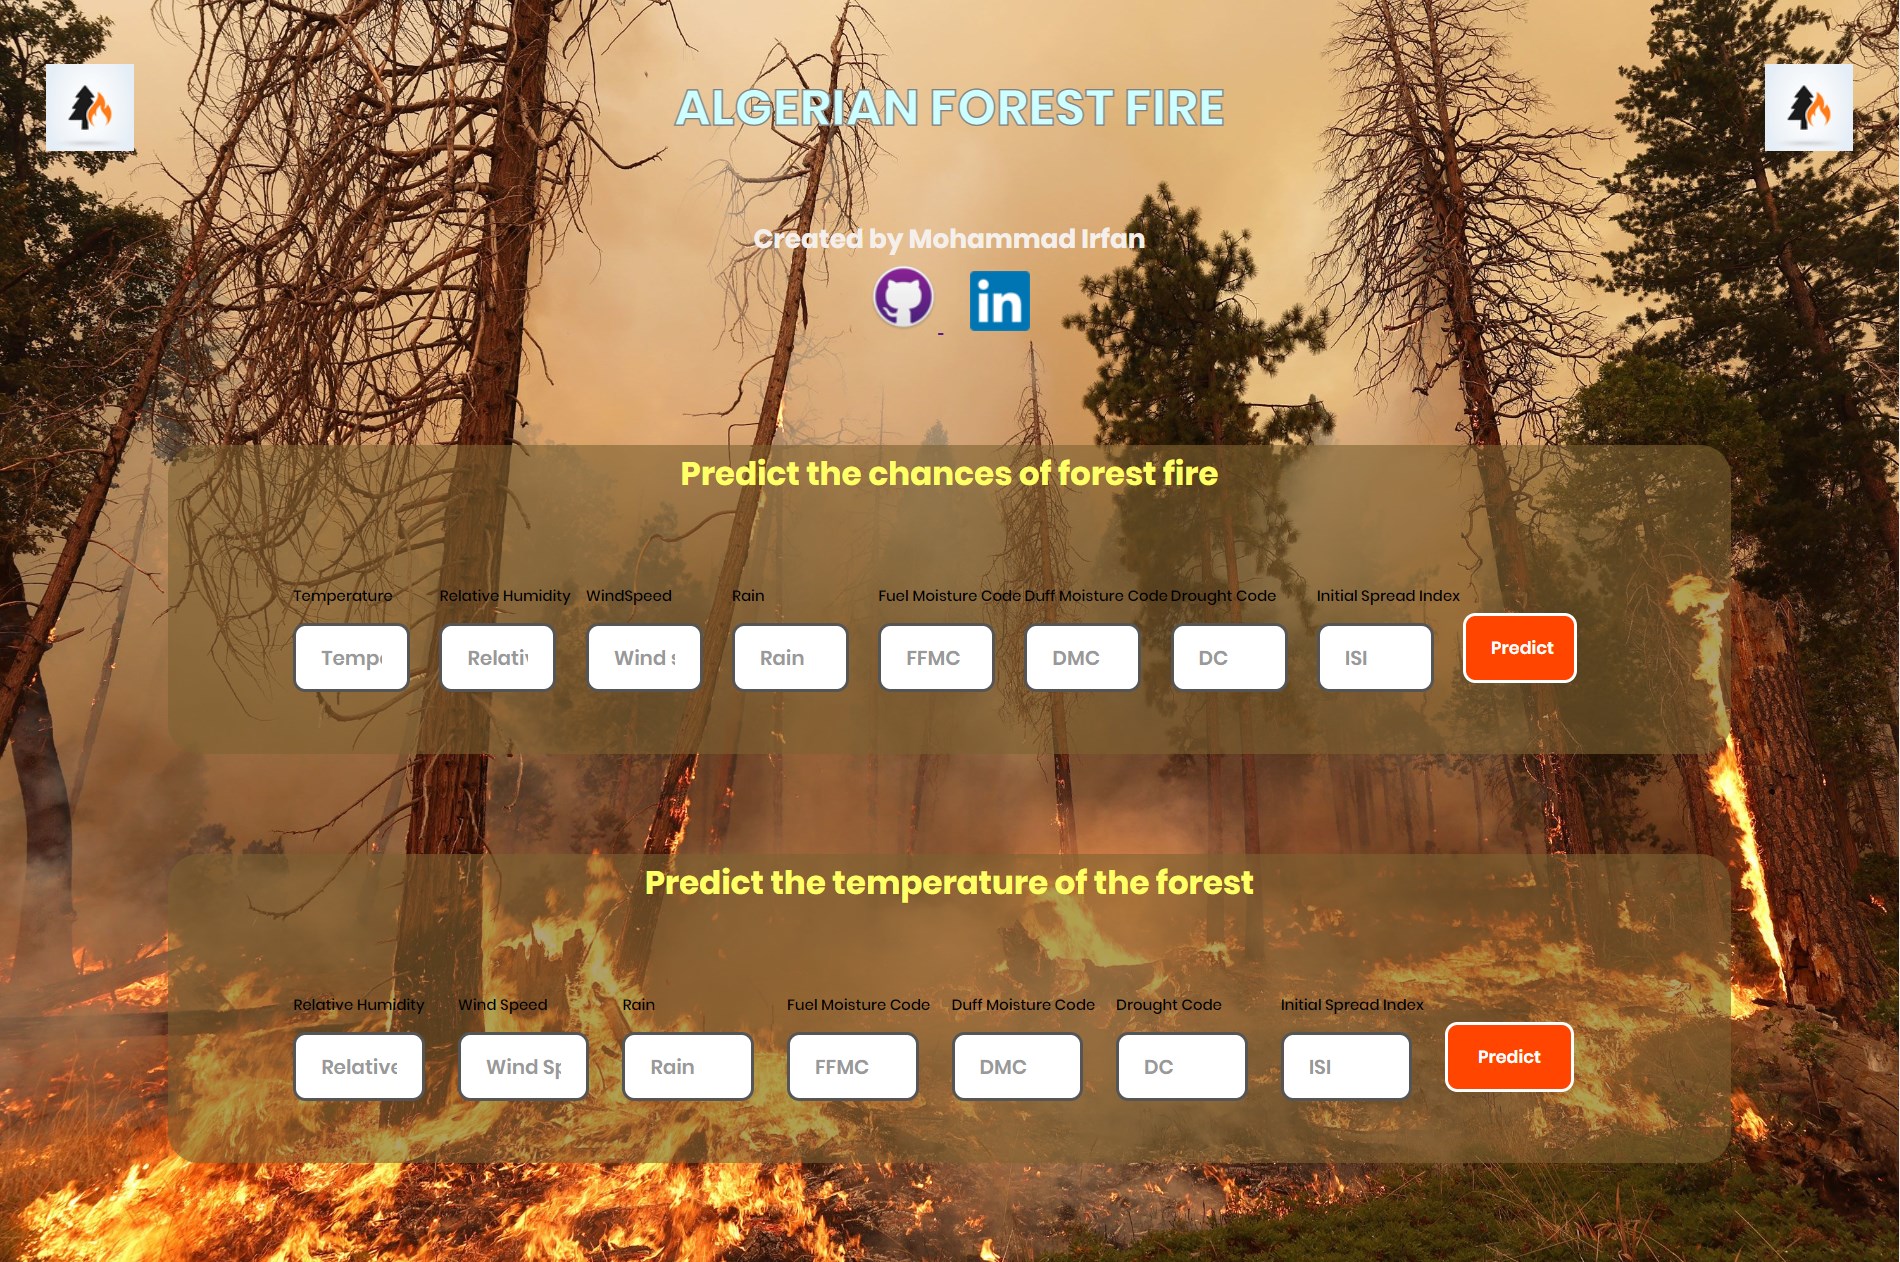 ALGERIAN FOREST FIRE
Created by Mohammad Irfan
in
Predict the chances of forest fire
Temperature Relative Humidity WindSpeed Rain Fuel Moisture Code Duff Moisture Code Drought Code Initial Spread Index
Tempe Relativ Wind s Rain FFMC DMC DC ISI Predict
Predict the temperature of the forest
Relative Humidity Wind Speed Rain Fuel Moisture Code Duff Moisture Code Drought Code Initial Spread Index
Relative Wind Sp Rain FFMC DMC DC ISI Predict